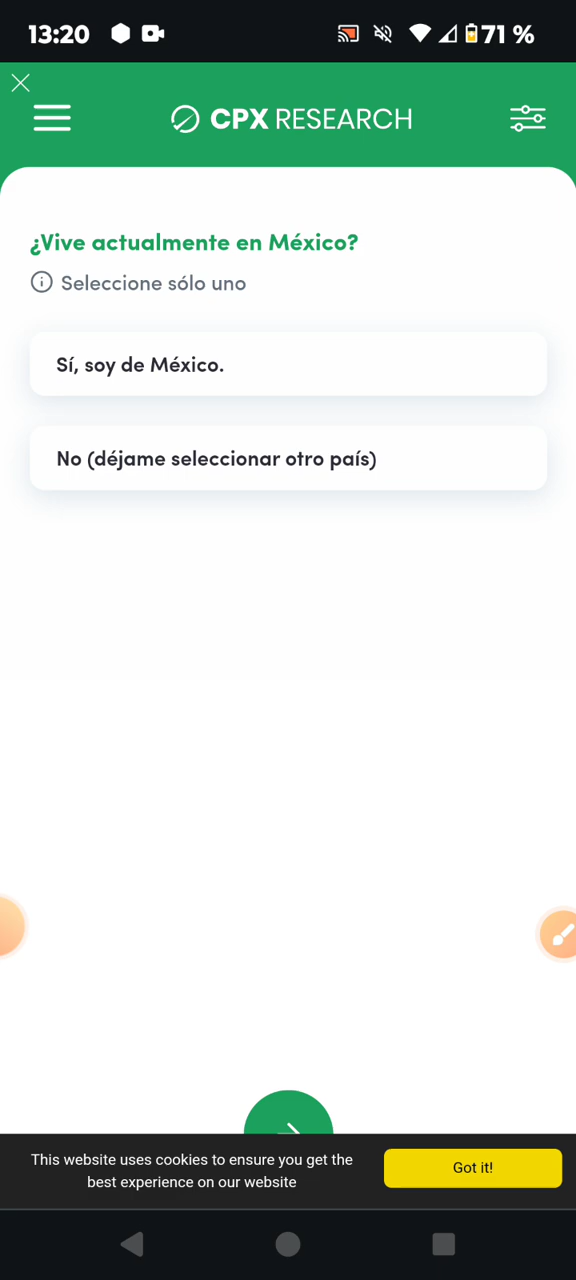 13:20
71 %
CPX RESEARCH
¿Vive actualmente en México?
Seleccione sólo uno
Sí, soy de México.
No (déjame seleccionar otro país)
This website uses cookies to ensure you get the
best experience on our website
Got it!